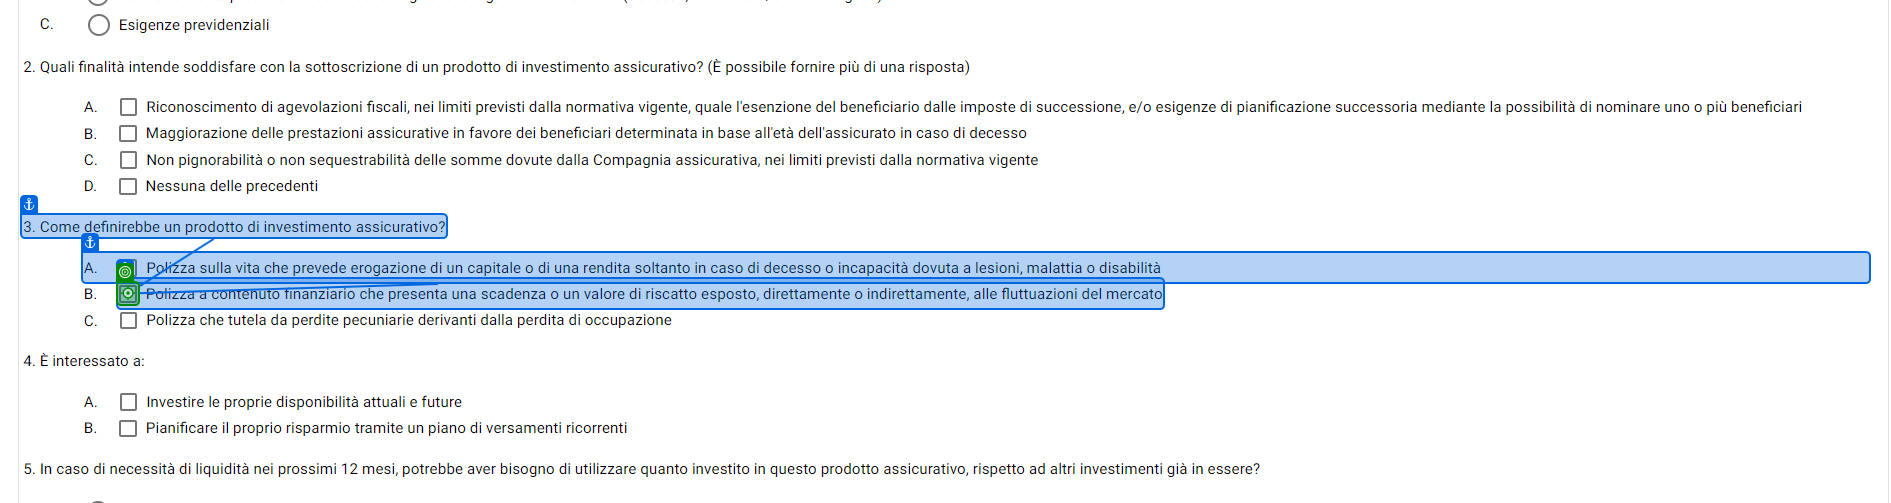 C. Esigenze previdenziali
2. Quali finalità intende soddisfare con la sottoscrizione di un prodotto di investimento assicurativo? (È possibile fornire più di una risposta)
A. Riconoscimento di agevolazioni fiscali, nei limiti previsti dalla normativa vigente, quale l'esenzione del beneficiario dalle imposte di successione, e/o esigenze di pianificazione successoria mediante la possibilità di nominare uno o più beneficiari
B. Maggiorazione delle prestazioni assicurative in favore dei beneficiari determinata in base all'età dell'assicurato in caso di decesso
C. Non pignorabilità o non sequestrabilità delle somme dovute dalla Compagnia assicurativa, nei limiti previsti dalla normativa vigente
D. Nessuna delle precedenti
3. Come definirebbe un prodotto di investimento assicurativo?
A. Polizza sulla vita che prevede erogazione di un capitale o di una rendita soltanto in caso di decesso o incapacità dovuta a lesioni, malattia o disabilità
B. Polizza a contenuto finanziario che presenta una scadenza o un valore di riscatto esposto, direttamente o indirettamente, alle fluttuazioni del mercato
C. Polizza che tutela da perdite pecuniarie derivanti dalla perdita di occupazione
4. È interessato a:
A. Investire le proprie disponibilità attuali e future
B. Pianificare il proprio risparmio tramite un piano di versamenti ricorrenti
5. In caso di necessità di liquidità nei prossimi 12 mesi, potrebbe aver bisogno di utilizzare quanto investito in questo prodotto assicurativo, rispetto ad altri investimenti già in essere?